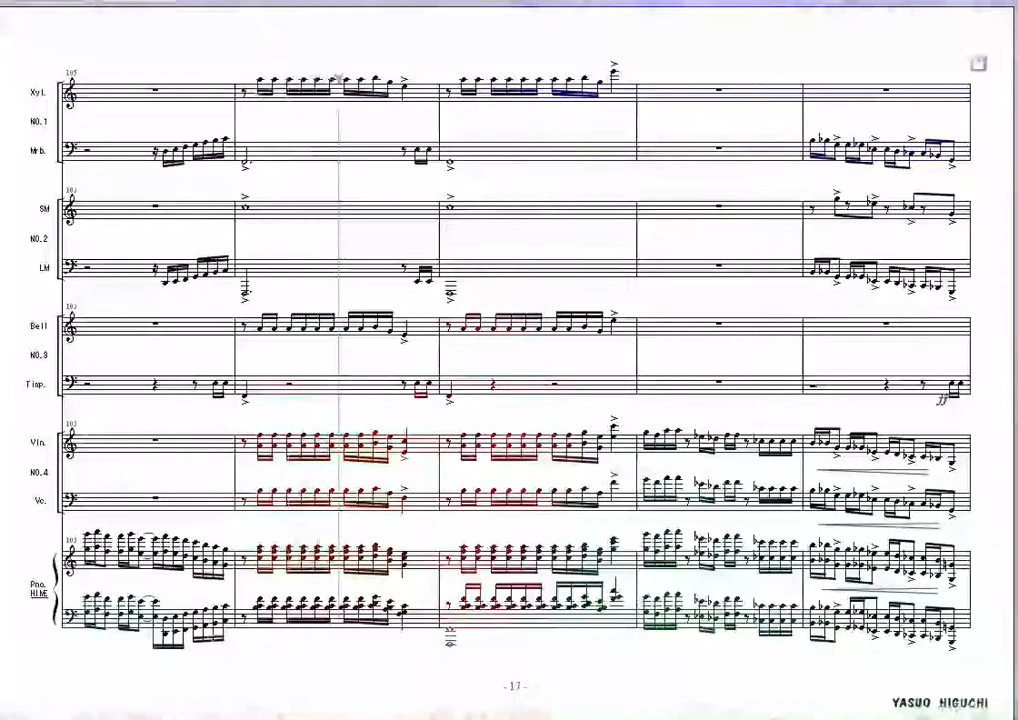 105
Xyl.
NO.1
Mrb.
SM
NO.2
LM
Bell
NO.3
Timp.
ff
Vln.
NO.4
Vc.
Pno.
- 17 -
YASUO HIGUCHI